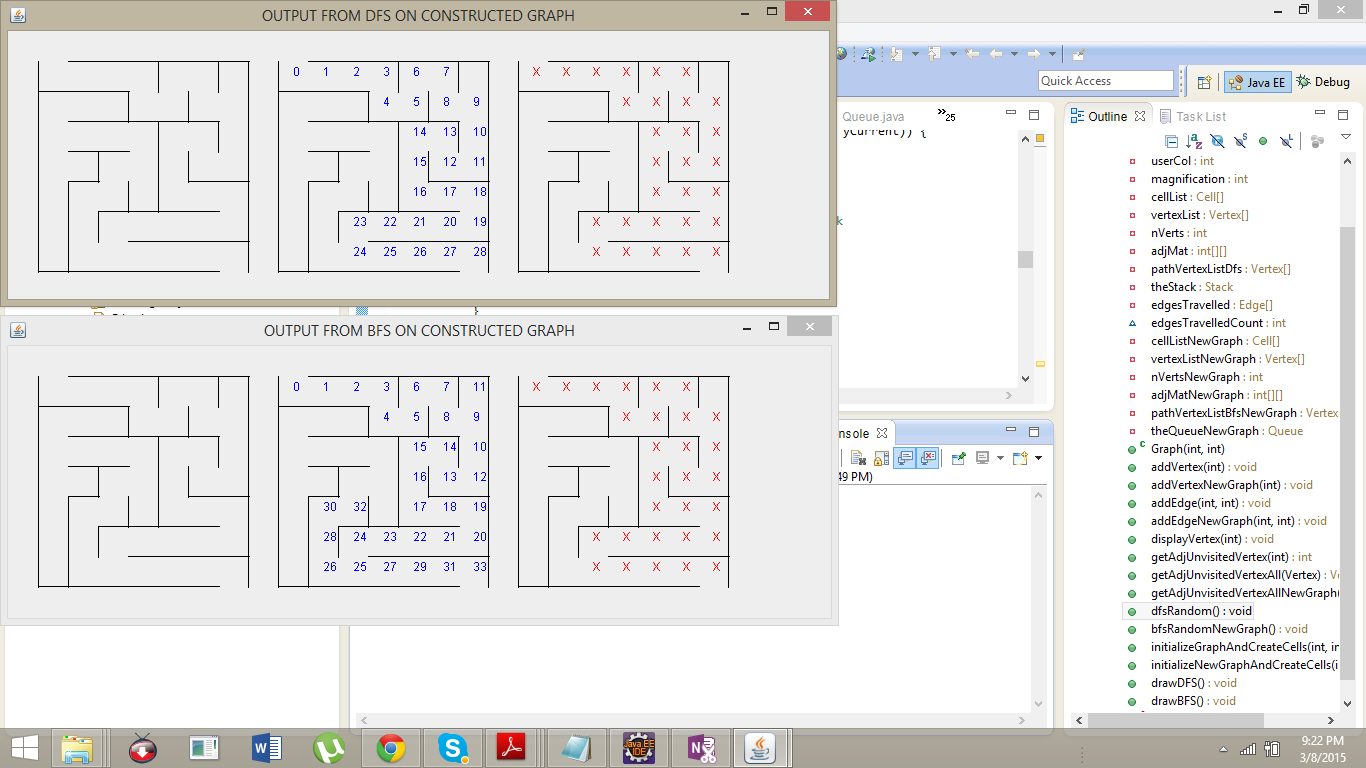 OUTPUT FROM DFS ON CONSTRUCTED GRAPH
0 1 2 3 6 7
4 5 8 9
14 13 10
15 12 11
16 17 18
23 22 21 20 19
24 25 26 27 28
X X X X X X
X X X X
X X X
X X X
X X X
X X X X X
X X X X X
OUTPUT FROM BFS ON CONSTRUCTED GRAPH
0 1 2 3 6 7 11
4 5 8 9
15 14 10
16 13 12
30 32 17 18 19
28 24 23 22 21 20
26 25 27 29 31 33
X X X X X X
X X X X
X X X
X X X
X X X
X X X X X
X X X X X
Quick Access
Java EE
Debug
Queue.java
»25
yCurrent)) {
k
}
nsole
49 PM)
Outline
Task List
userCol : int
magnification : int
cellList : Cell[]
vertexList : Vertex[]
nVerts : int
adjMat : int[][]
pathVertexListDfs : Vertex[]
theStack : Stack
edgesTravelled : Edge[]
edgesTravelledCount : int
cellListNewGraph : Cell[]
vertexListNewGraph : Vertex[]
nVertsNewGraph : int
adjMatNewGraph : int[][]
pathVertexListBfsNewGraph : Vertex
theQueueNewGraph : Queue
Graph(int, int)
addVertex(int) : void
addVertexNewGraph(int) : void
addEdge(int, int) : void
addEdgeNewGraph(int, int) : void
displayVertex(int) : void
getAdjUnvisitedVertex(int) : int
getAdjUnvisitedVertexAll(Vertex) : Ve
getAdjUnvisitedVertexAllNewGraph(
dfsRandom() : void
bfsRandomNewGraph() : void
initializeGraphAndCreateCells(int, in
initializeNewGraphAndCreateCells(i
drawDFS() : void
drawBFS() : void
Java EE
IDE
9:22 PM
3/8/2015